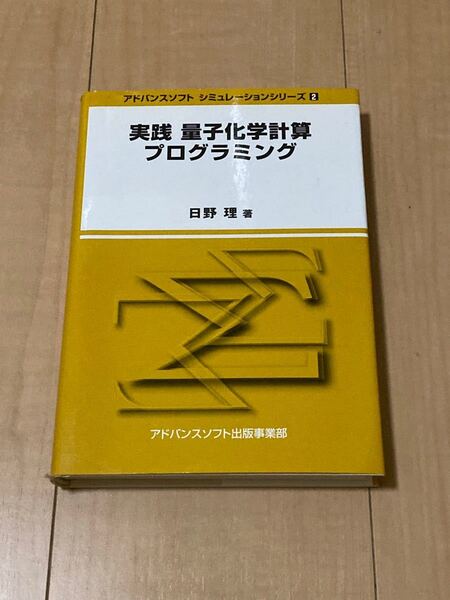 アドバンスソフト シミュレーションシリーズ 2
実践 量子化学計算
プログラミング
日野 理 著
アドバンスソフト出版事業部